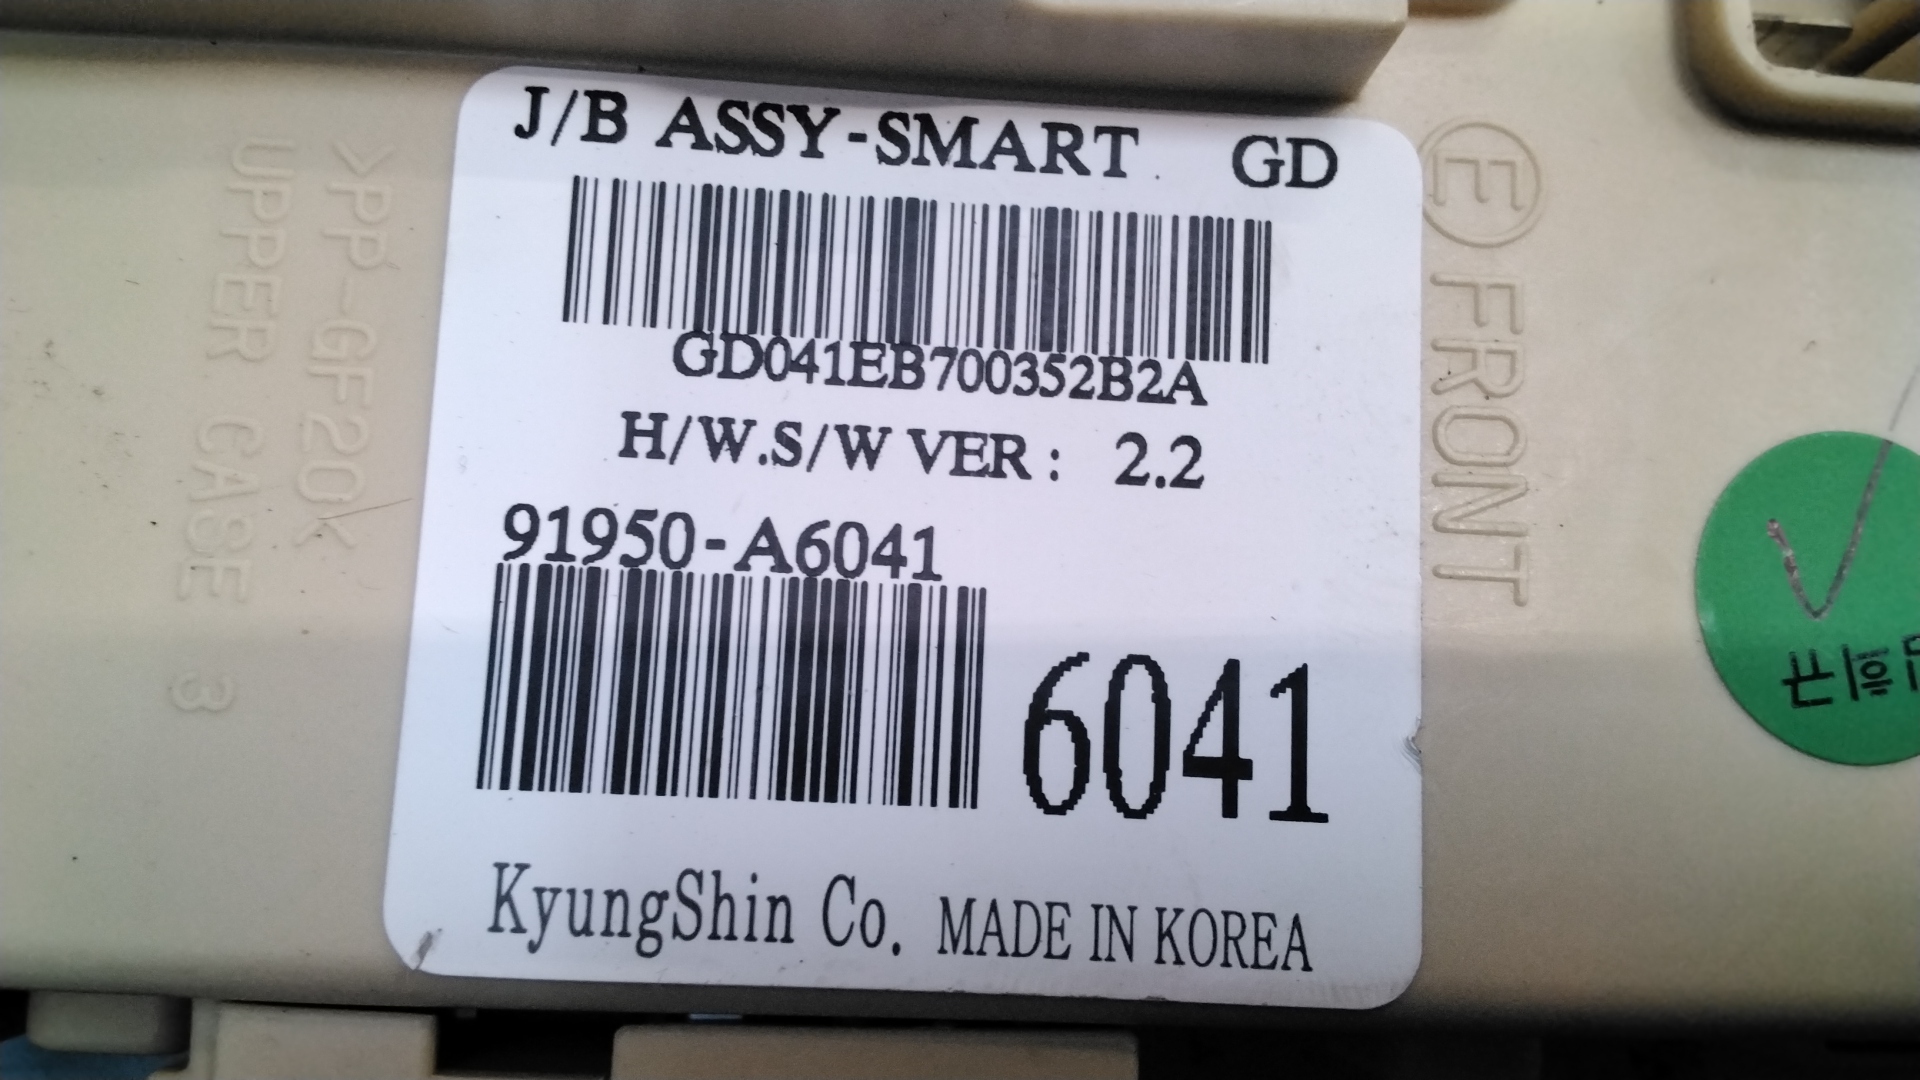 J/B ASSY-SMART GD
GD041EB700352B2A
H/W.S/W VER : 2.2
91950-A6041
6041
KyungShin Co. MADE IN KOREA
>PP-GF20<
UPPER CASE 3
E FRONT